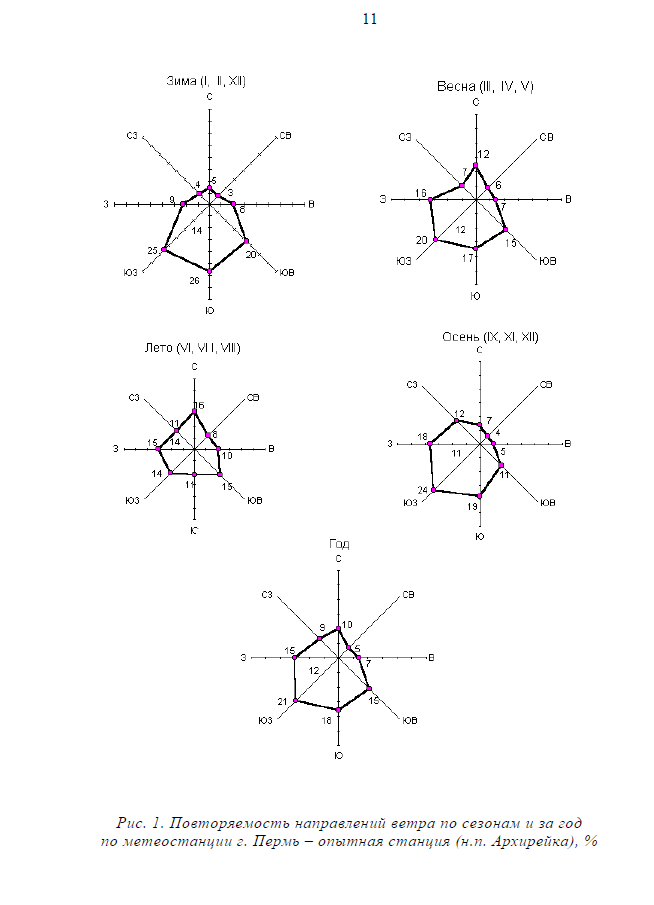 11
Зима (I, II, XII)
С
СЗ
СВ
5
4
3
З
9
8
В
14
25
20
26
ЮЗ
ЮВ
Ю
Весна (III, IV, V)
С
СЗ
СВ
12
7
6
16
З
7
В
12
20
15
17
ЮЗ
ЮВ
Ю
Лето (VI, VII, VIII)
С
СЗ
СВ
16
11
8
15
14
З
10
В
14
11
15
ЮЗ
ЮВ
Ю
Осень (IX, XI, XII)
С
СЗ
СВ
12
7
4
18
З
5
В
11
11
24
19
ЮЗ
ЮВ
Ю
Год
С
СЗ
СВ
9
10
5
15
З
7
В
12
21
15
18
ЮЗ
ЮВ
Ю
Рис. 1. Повторяемость направлений ветра по сезонам и за год
по метеостанции г. Пермь – опытная станция (н.п. Архирейка), %